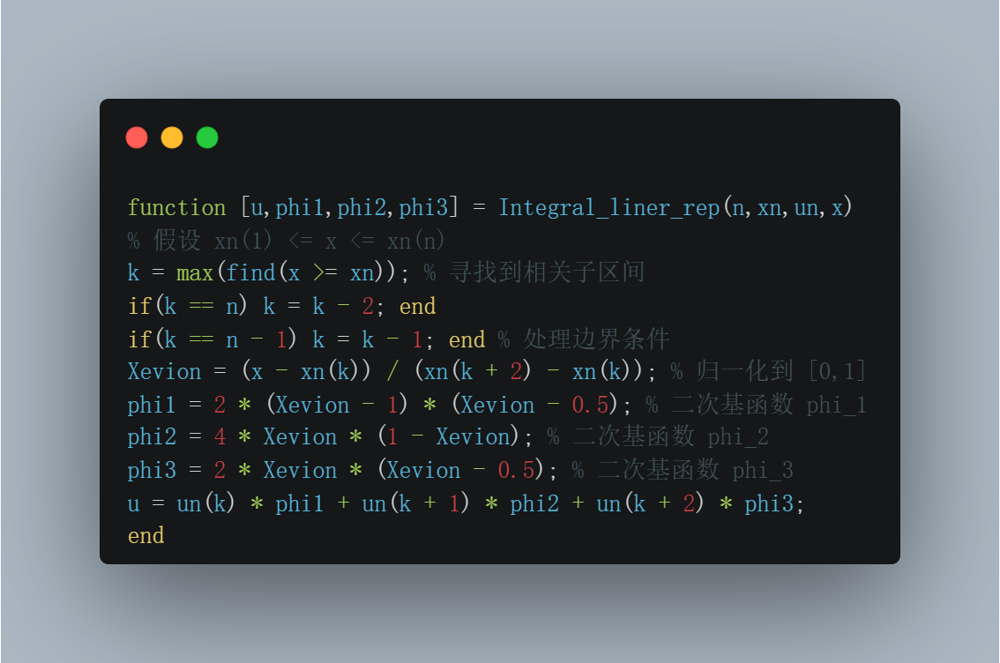 function [u,phi1,phi2,phi3] = Integral_liner_rep(n,xn,un,x)
% 假设 xn(1) <= x <= xn(n)
k = max(find(x >= xn)); % 寻找到相关子区间
if(k == n) k = k - 2; end
if(k == n - 1) k = k - 1; end % 处理边界条件
Xevion = (x - xn(k)) / (xn(k + 2) - xn(k)); % 归一化到 [0,1]
phi1 = 2 * (Xevion - 1) * (Xevion - 0.5); % 二次基函数 phi_1
phi2 = 4 * Xevion * (1 - Xevion); % 二次基函数 phi_2
phi3 = 2 * Xevion * (Xevion - 0.5); % 二次基函数 phi_3
u = un(k) * phi1 + un(k + 1) * phi2 + un(k + 2) * phi3;
end